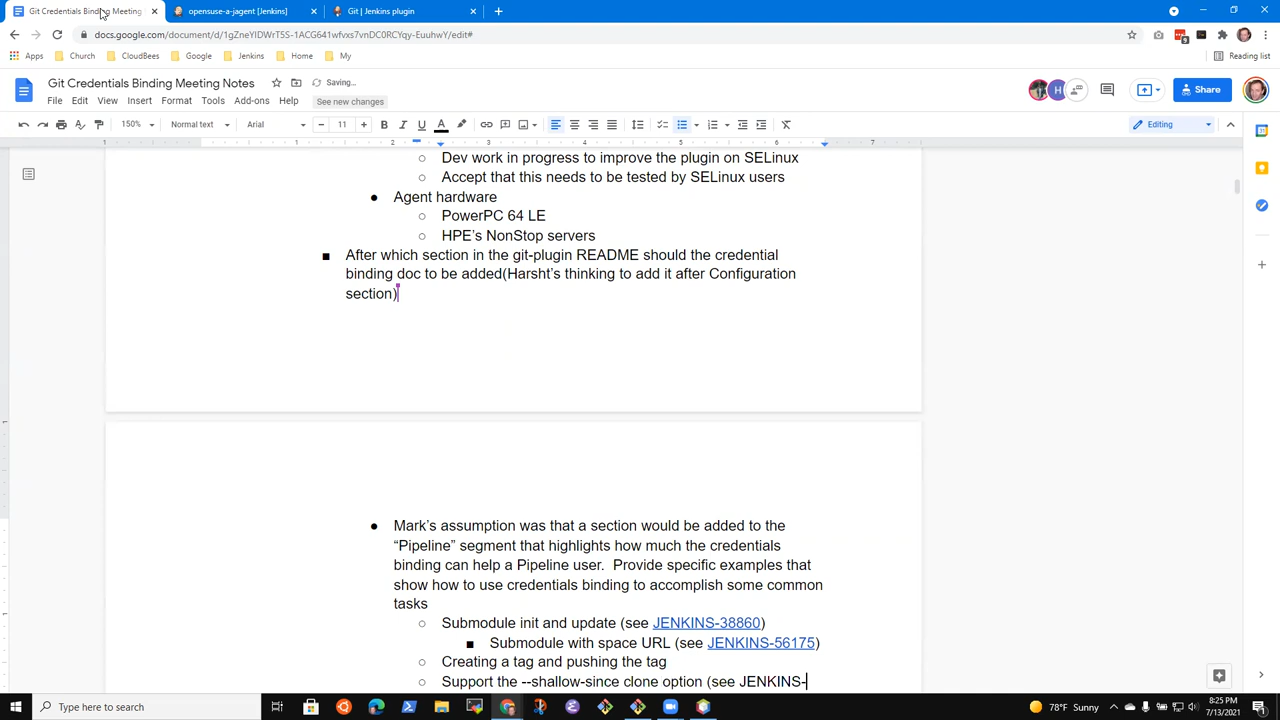 Git Credentials Binding Meeting
opensuse-a-jagent [Jenkins]
Git | Jenkins plugin
docs.google.com/document/d/1gZneYIDWrT5S-1ACG641wfvxs7vnDC0RCYqy-EuuhwY/edit#
Apps
Church
CloudBees
Google
Jenkins
Home
My
Reading list
Git Credentials Binding Meeting Notes
Saving...
File Edit View Insert Format Tools Add-ons Help
See new changes
H
Share
150%
Normal text
Arial
11
Editing
1 1 2 3 4 5 6 7
Dev work in progress to improve the plugin on SELinux
Accept that this needs to be tested by SELinux users
Agent hardware
PowerPC 64 LE
HPE's NonStop servers
After which section in the git-plugin README should the credential
binding doc to be added(Harsht's thinking to add it after Configuration
section)
Mark's assumption was that a section would be added to the
"Pipeline" segment that highlights how much the credentials
binding can help a Pipeline user. Provide specific examples that
show how to use credentials binding to accomplish some common
tasks
Submodule init and update (see JENKINS-38860)
Submodule with space URL (see JENKINS-56175)
Creating a tag and pushing the tag
Support the --shallow-since clone option (see JENKINS-
Type here to search
78°F Sunny
8:25 PM
7/13/2021